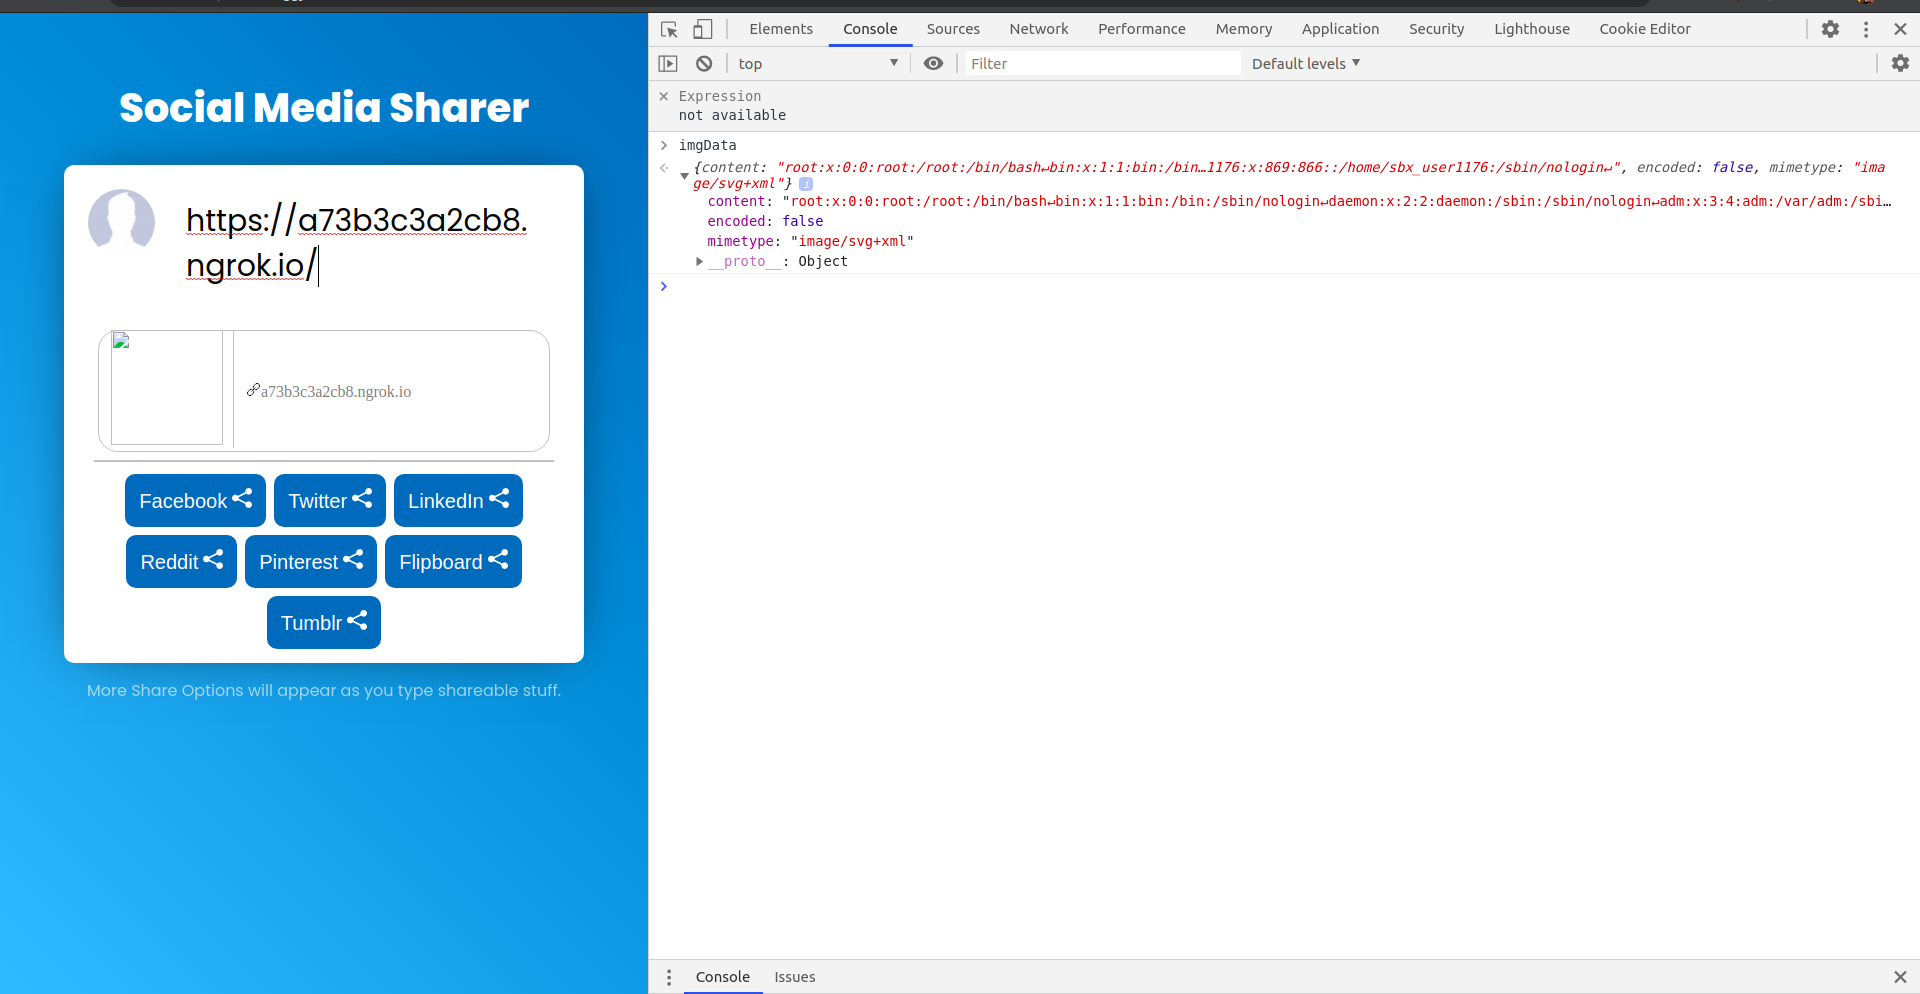 Social Media Sharer
https://a73b3c3a2cb8.
ngrok.io/
a73b3c3a2cb8.ngrok.io
Facebook
Twitter
LinkedIn
Reddit
Pinterest
Flipboard
Tumblr
More Share Options will appear as you type shareable stuff.
Elements Console Sources Network Performance Memory Application Security Lighthouse Cookie Editor
top Filter Default levels
Expression
not available
imgData
{content: "root:x:0:0:root:/root:/bin/bash↵bin:x:1:1:bin:/bin…1176:x:869:866::/home/sbx_user1176:/sbin/nologin↵", encoded: false, mimetype: "ima
ge/svg+xml"} i
content: "root:x:0:0:root:/root:/bin/bash↵bin:x:1:1:bin:/bin:/sbin/nologin↵daemon:x:2:2:daemon:/sbin:/sbin/nologin↵adm:x:3:4:adm:/var/adm:/sbi…
encoded: false
mimetype: "image/svg+xml"
__proto__: Object
Console Issues